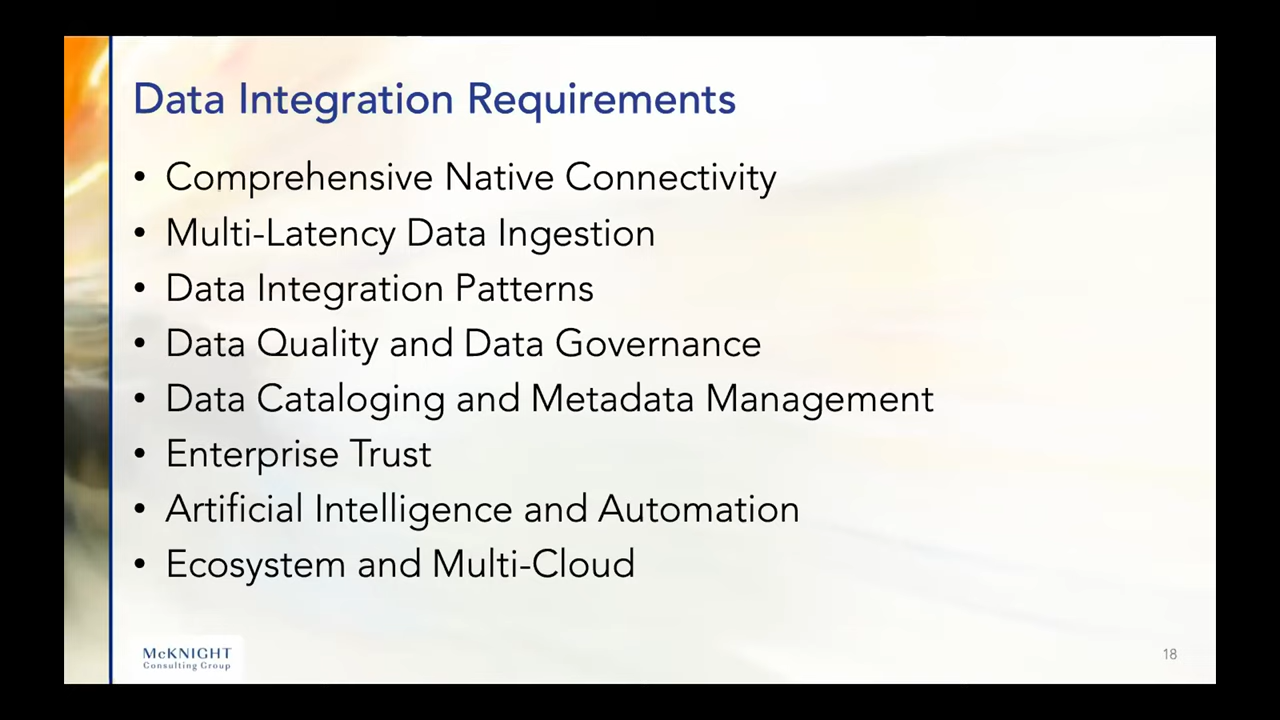 Data Integration Requirements
• Comprehensive Native Connectivity
• Multi-Latency Data Ingestion
• Data Integration Patterns
• Data Quality and Data Governance
• Data Cataloging and Metadata Management
• Enterprise Trust
• Artificial Intelligence and Automation
• Ecosystem and Multi-Cloud
McKNIGHT
Consulting Group
18